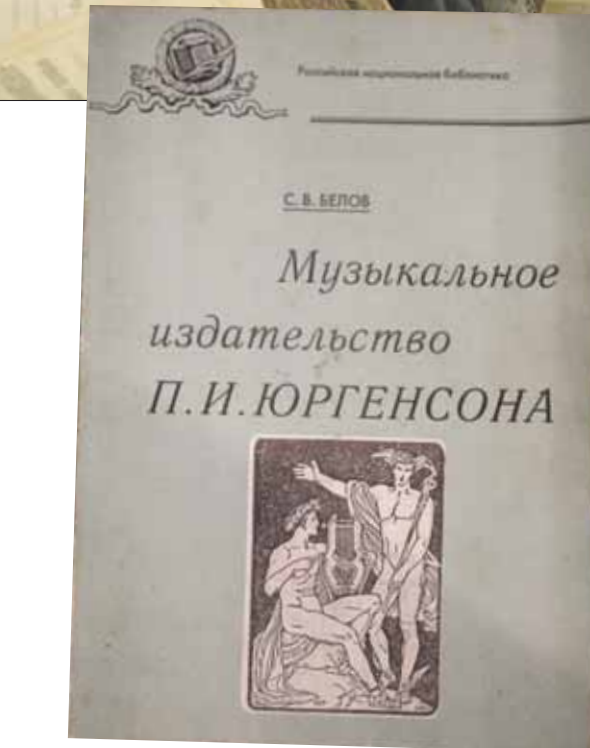 Российская национальная библиотека
С. В. БЕЛОВ
Музыкальное
издательство
П.И.ЮРГЕНСОНА